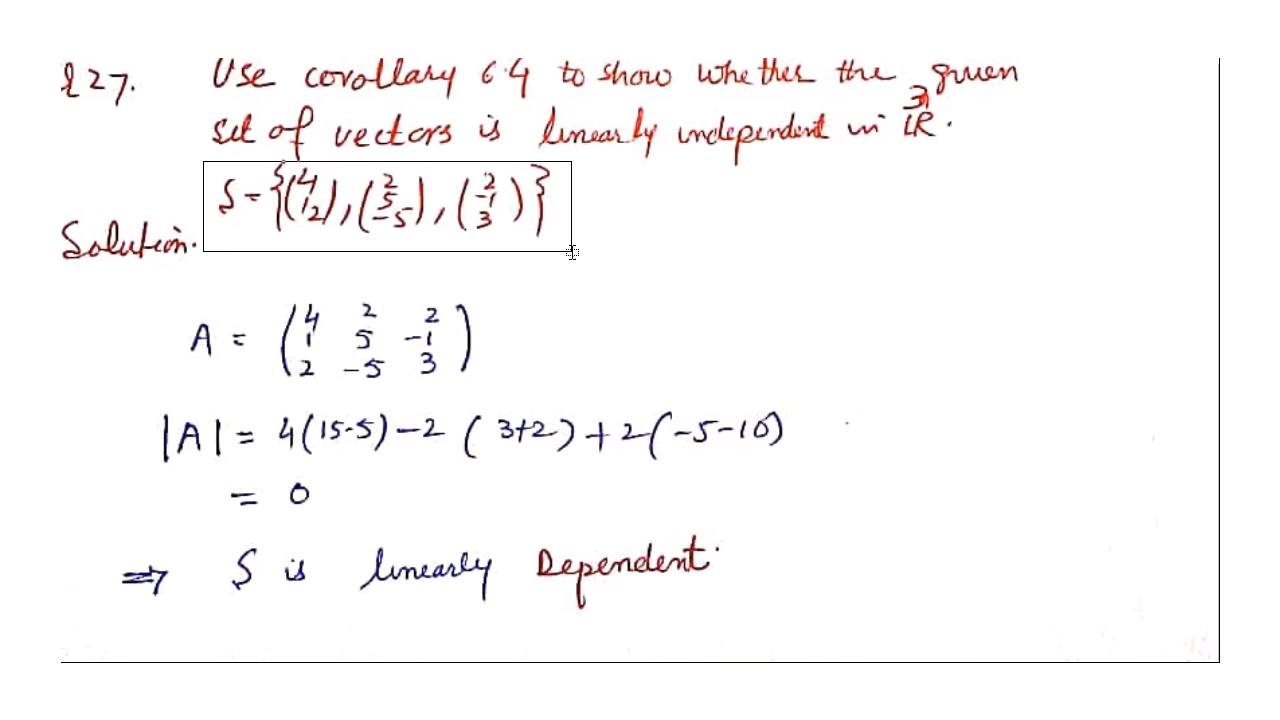 Q27. Use corollary 6.4 to show whether the given
set of vectors is linearly independent in ℝ³.
S = {(4 1 2), (2 5 -5), (2 -1 3)}
Solution.
A = (4 2 2
1 5 -1
2 -5 3)
|A| = 4(15-5) -2 (3+2) + 2(-5-10)
= 0
⇒ S is linearly Dependent.